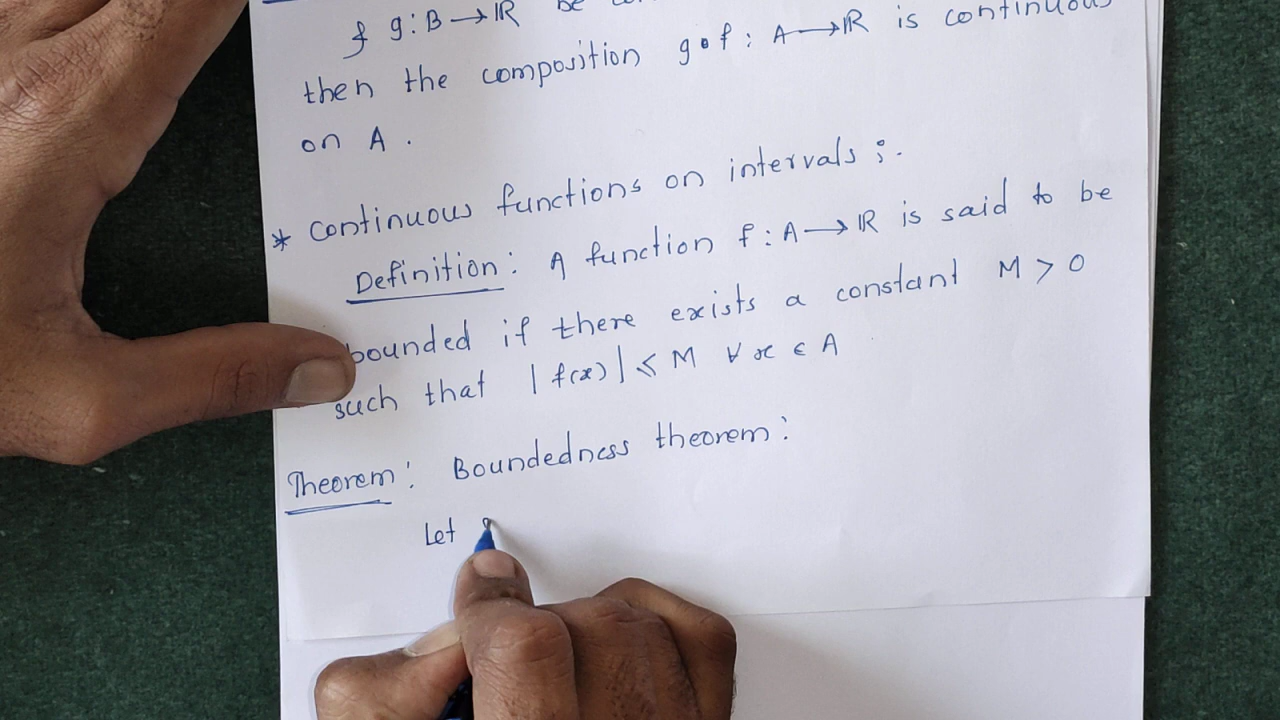 & g : B → ℝ be
then the composition g∘f : A → ℝ is continuous
on A .
* Continuous functions on intervals ;.
Definition : A function f : A → ℝ is said to be
bounded if there exists a constant M > 0
such that | f(x) | ≤ M ∀ x ∈ A
Theorem : Boundedness theorem :
Let